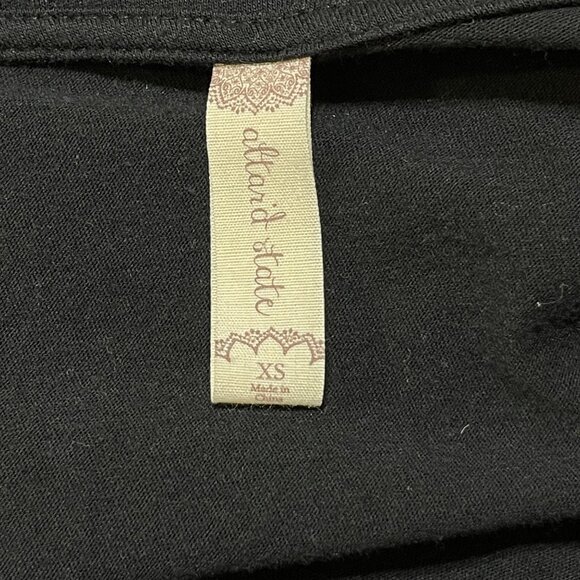 altar'd state
XS
Made in
China